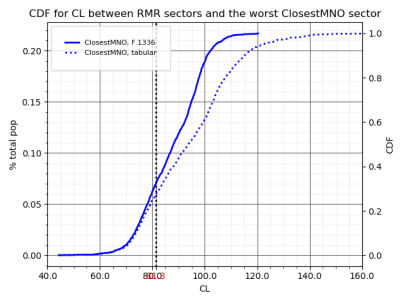 CDF for CL between RMR sectors and the worst ClosestMNO sector
ClosestMNO, F.1336
ClosestMNO, tabular
0.20
0.15
0.10
0.05
0.00
% total pop
1.0
0.8
0.6
0.4
0.2
0.0
CDF
40.0 60.0 80.0 100.0 120.0 140.0 160.0
CL